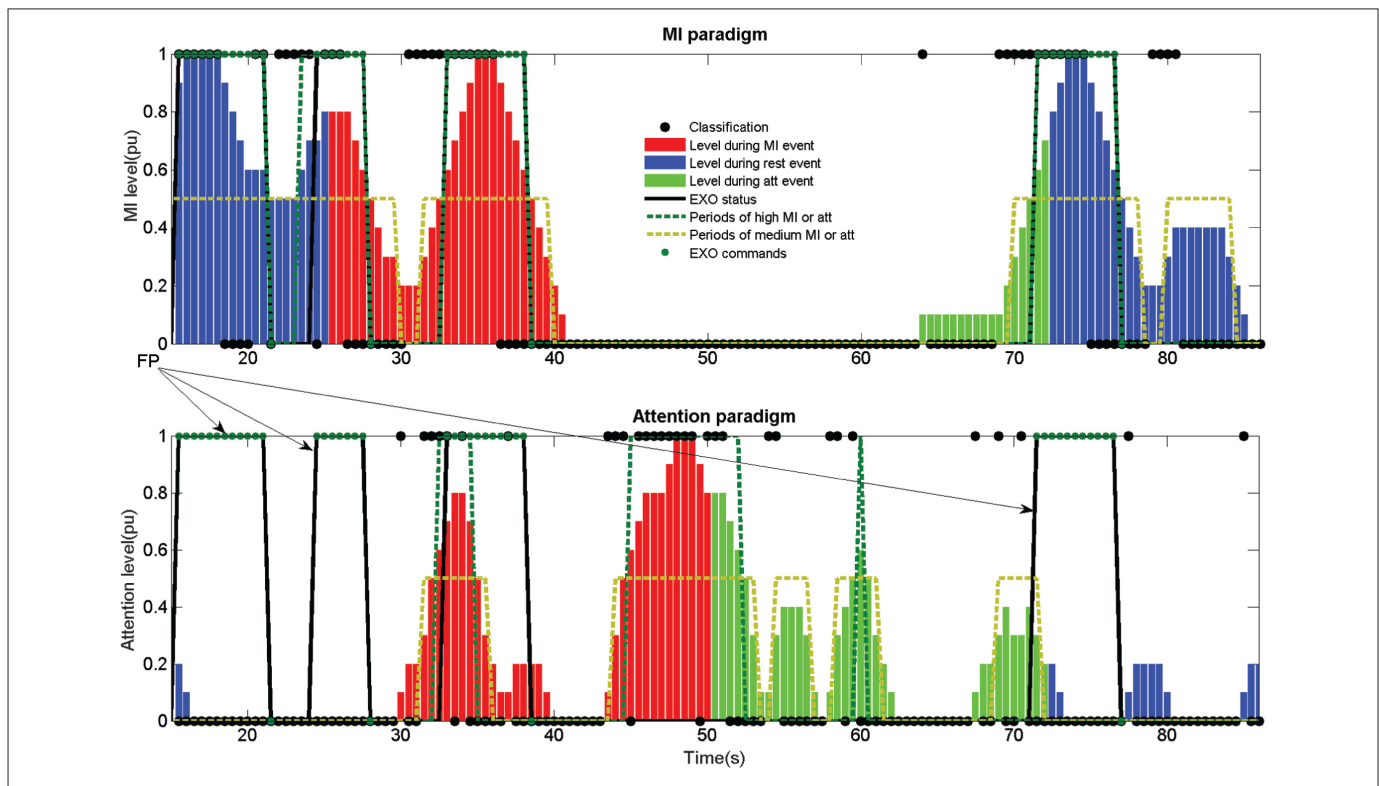 MI paradigm
1
0.8
0.6
0.4
0.2
0
MI level(pu)
Classification
Level during MI event
Level during rest event
Level during att event
EXO status
Periods of high MI or att
Periods of medium MI or att
EXO commands
20 30 40 50 60 70 80
FP
Attention paradigm
1
0.8
0.6
0.4
0.2
0
Attention level(pu)
20 30 40 50 60 70 80
Time(s)